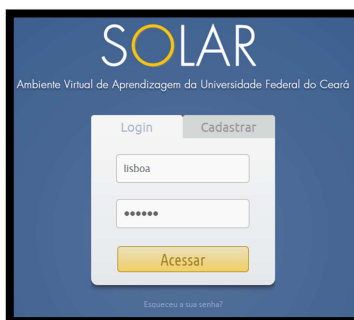 SOLAR
Ambiente Virtual de Aprendizagem da Universidade Federal do Ceará
Login Cadastrar
lisboa
••••••
Acessar
Esqueceu a sua senha?